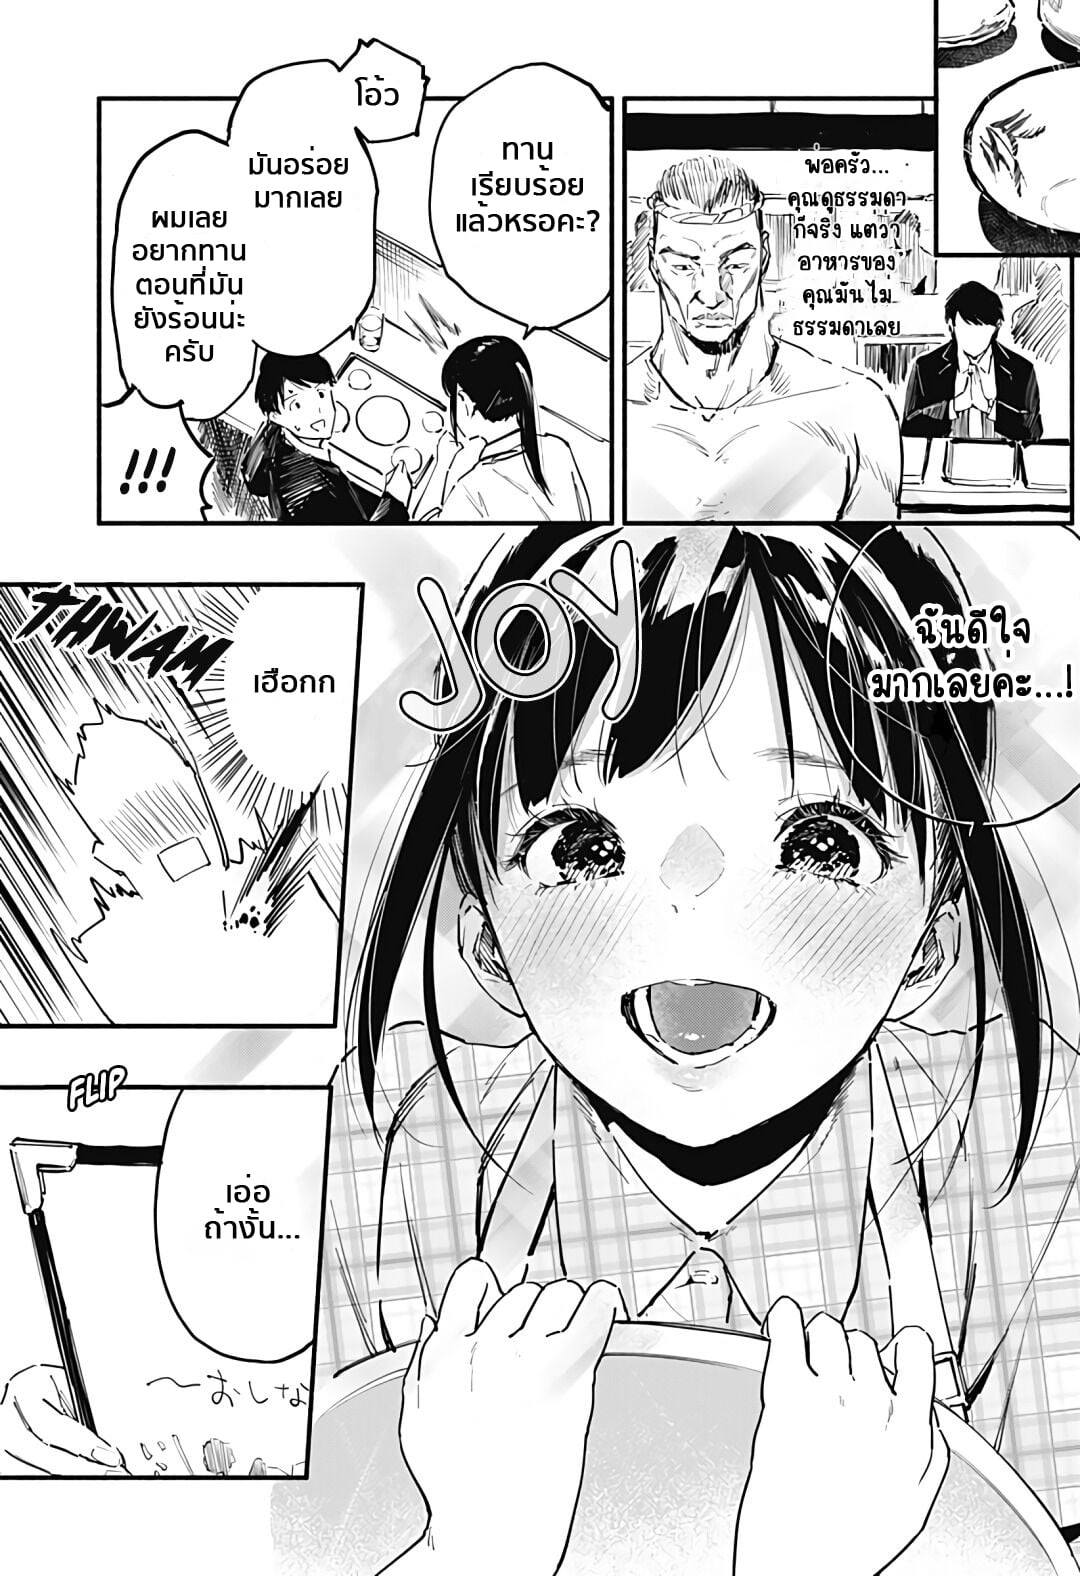 พ่อครัว...
คุณดูธรรมดา
ก็จริง แต่ว่า
อาหารของ
คุณมันไม่
ธรรมดาเลย
ทาน
เรียบร้อย
แล้วหรอคะ?
โอ้ว
มันอร่อย
มากเลย
ผมเลย
อยากทาน
ตอนที่มัน
ยังร้อนน่ะ
ครับ
!!!
JOY
ฉันดีใจ
มากเลยค่ะ...!
THWAM
เฮือกก
FLIP
เอ่อ
ถ้างั้น...
〜おしな